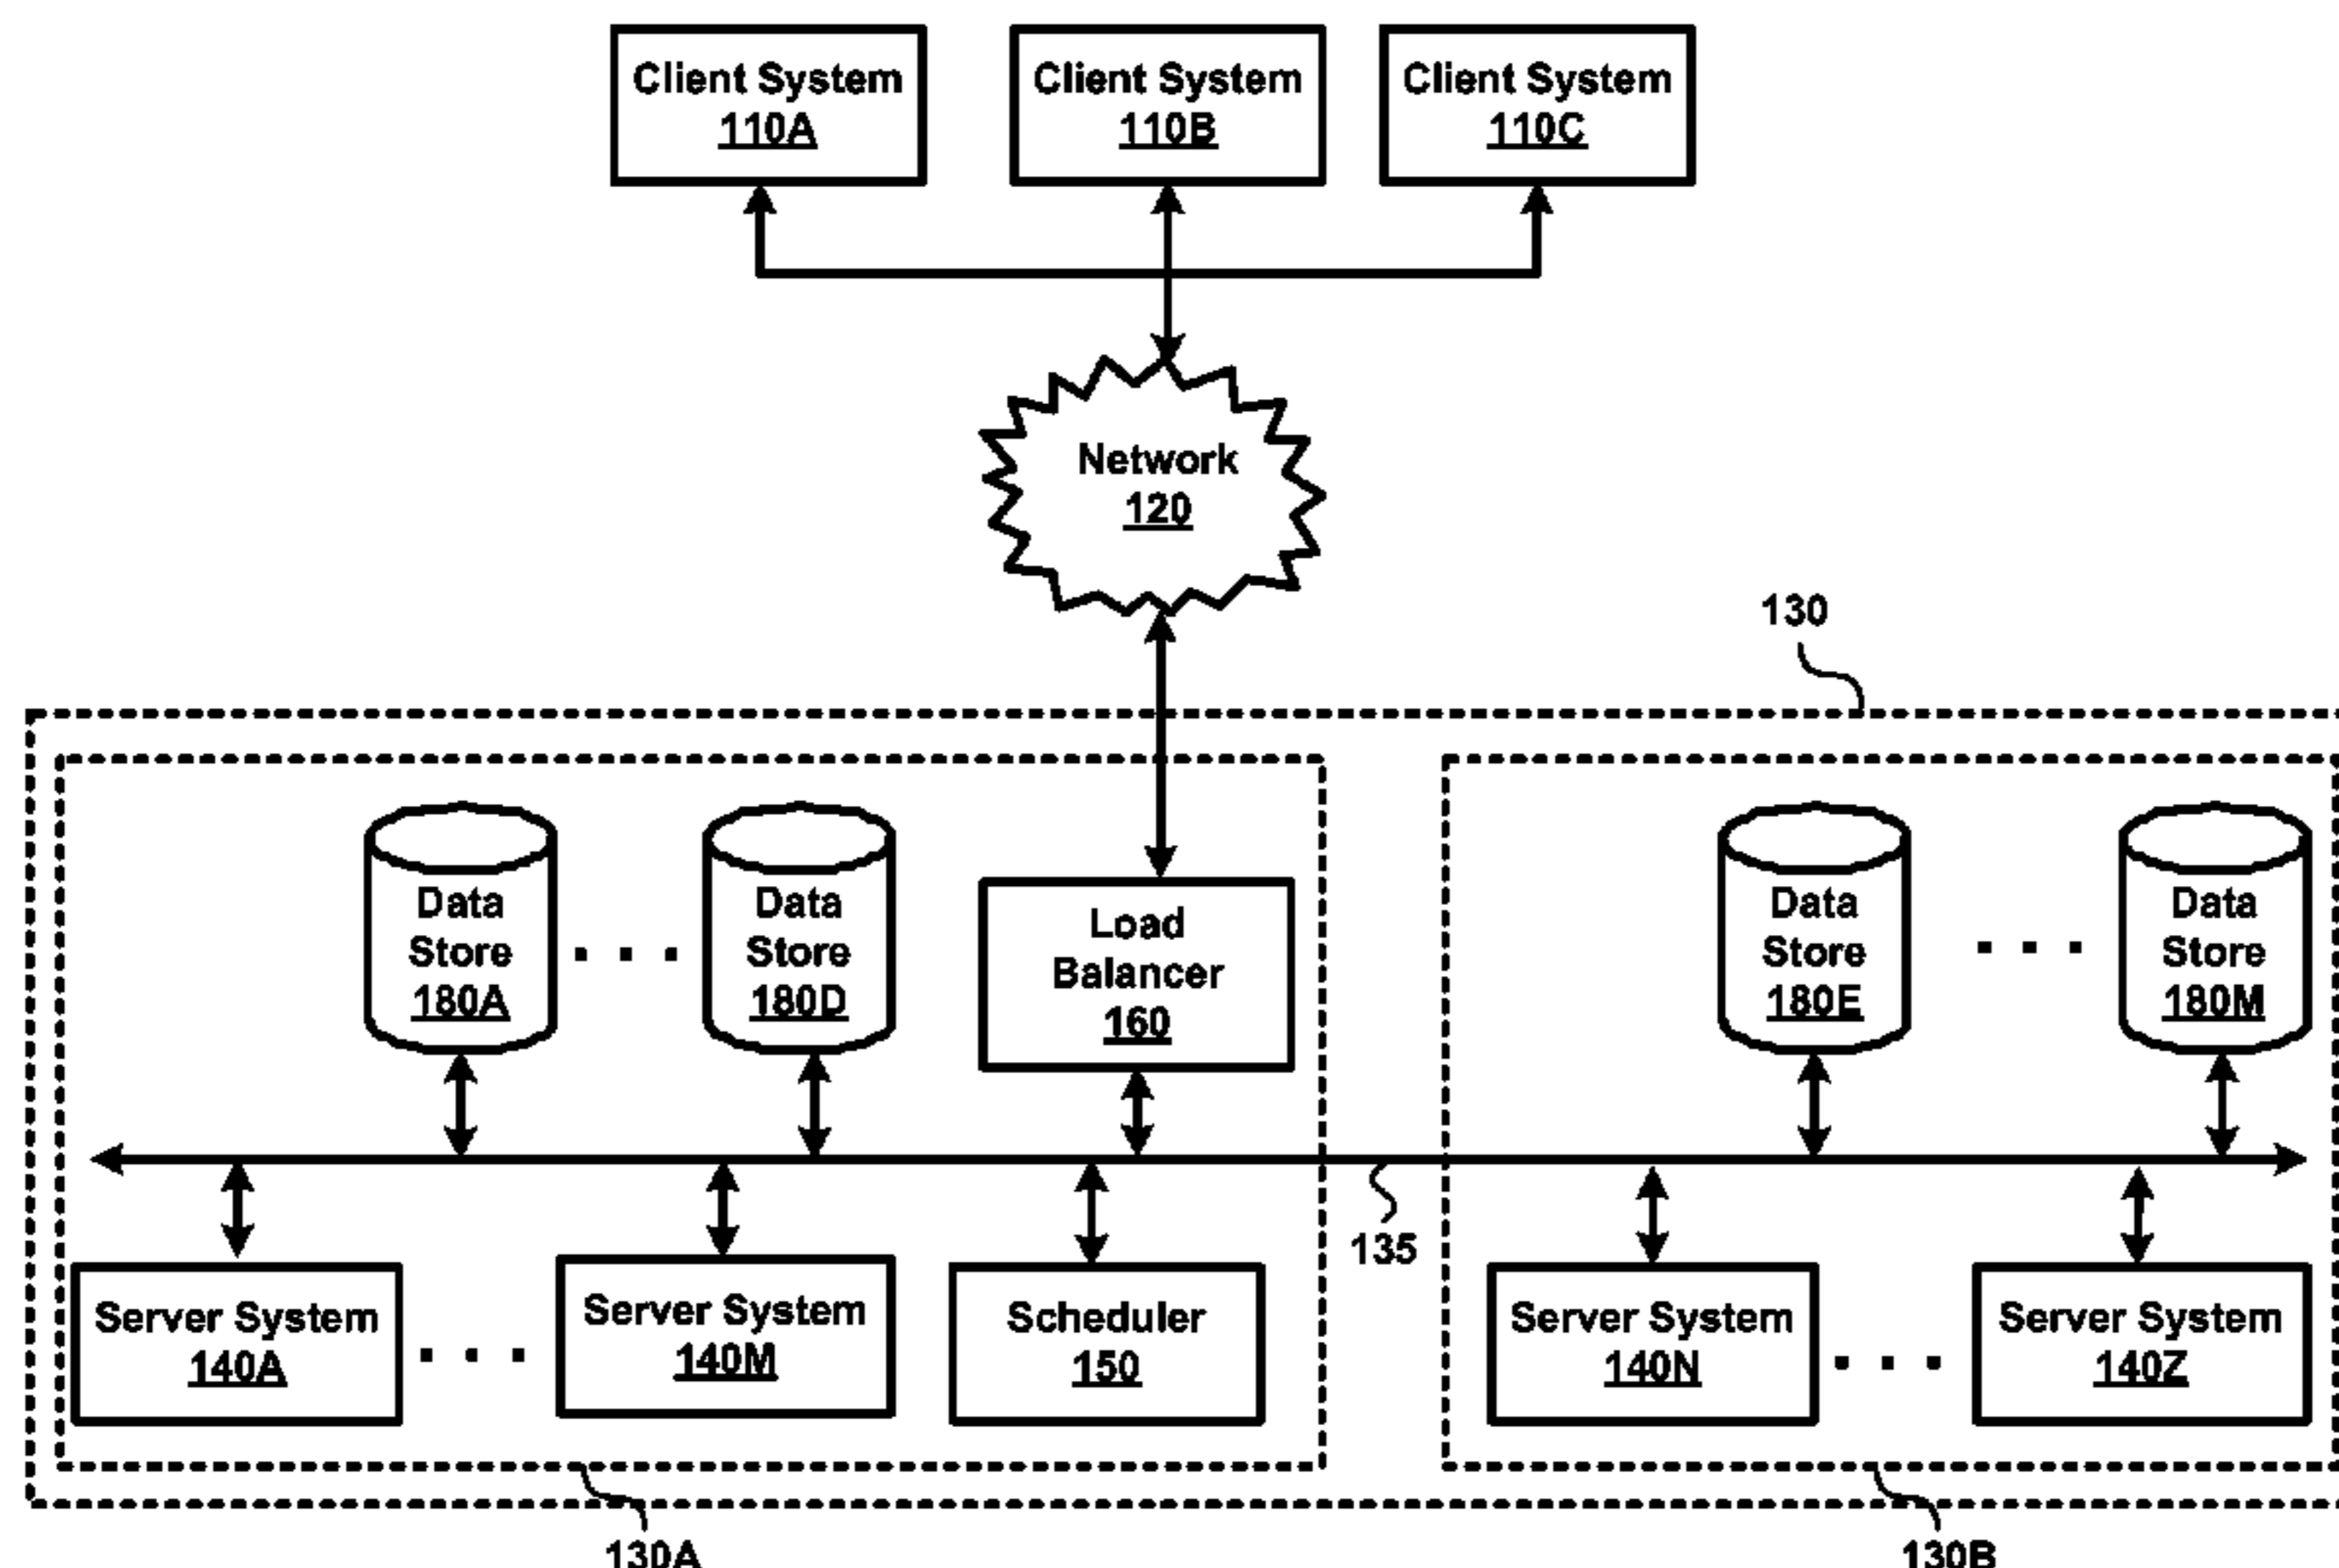 Client System
110A
Client System
110B
Client System
110C
Network
120
130
Data
Store
180A
. . .
Data
Store
180D
Load
Balancer
160
Data
Store
180E
. . .
Data
Store
180M
135
Server System
140A
. . .
Server System
140M
Scheduler
150
Server System
140N
. . .
Server System
140Z
130A
130B